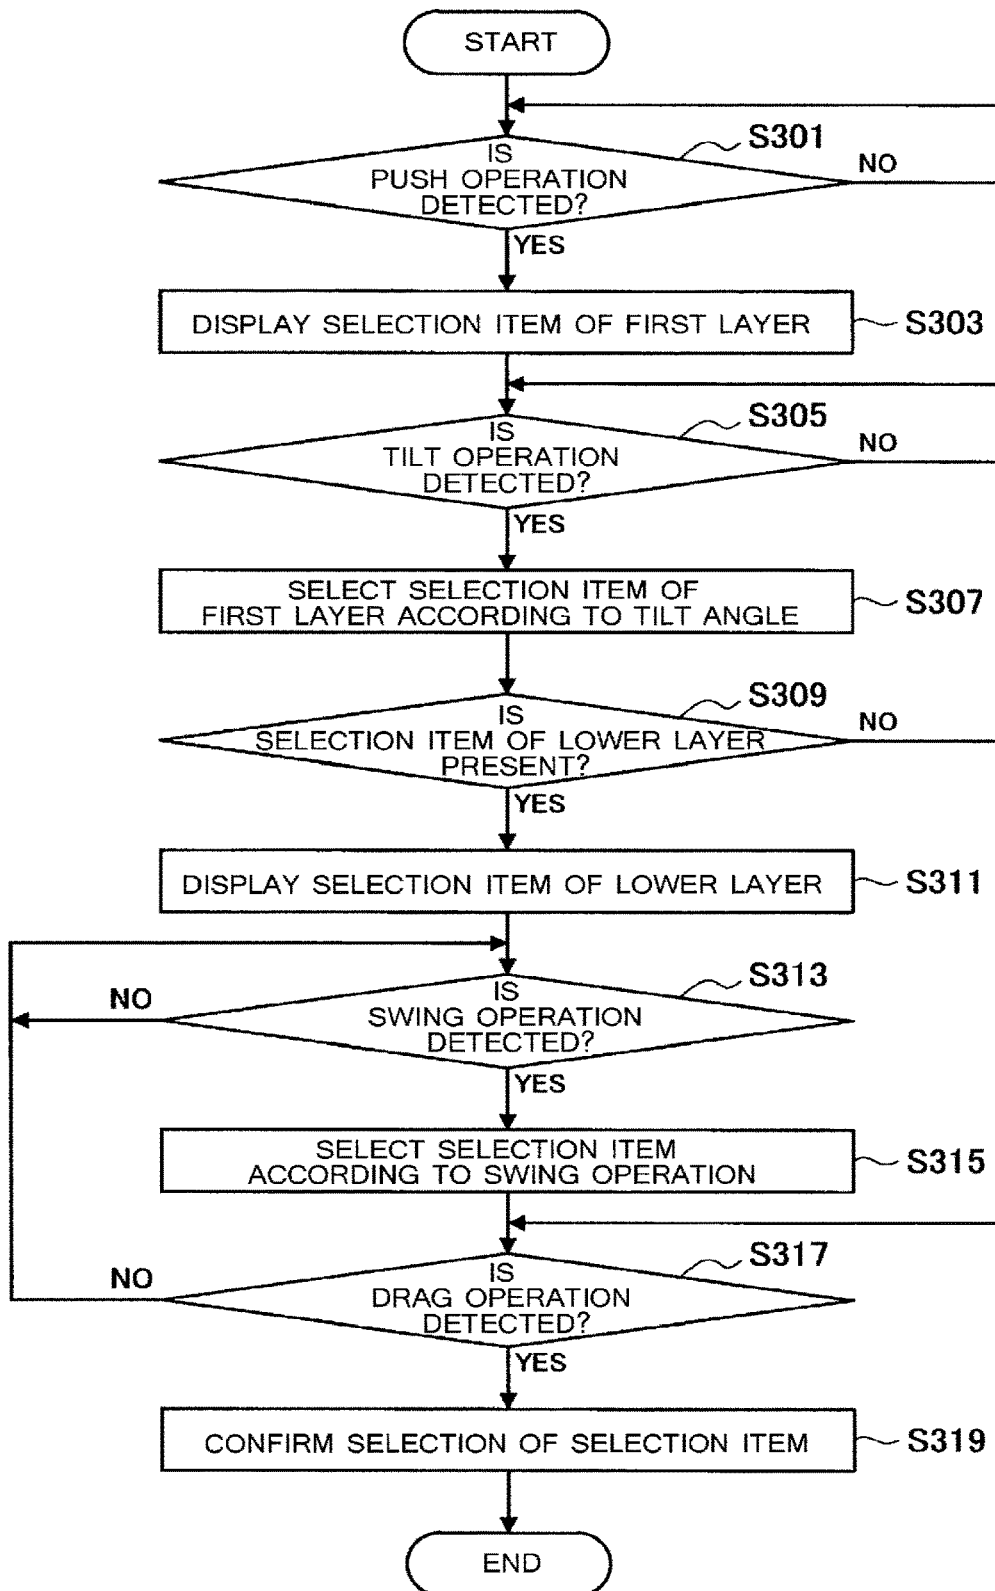 START
S301
IS
PUSH OPERATION
DETECTED?
NO
YES
DISPLAY SELECTION ITEM OF FIRST LAYER
S303
S305
IS
TILT OPERATION
DETECTED?
NO
YES
SELECT SELECTION ITEM OF
FIRST LAYER ACCORDING TO TILT ANGLE
S307
S309
IS
SELECTION ITEM OF LOWER LAYER
PRESENT?
NO
YES
DISPLAY SELECTION ITEM OF LOWER LAYER
S311
S313
NO
IS
SWING OPERATION
DETECTED?
YES
SELECT SELECTION ITEM
ACCORDING TO SWING OPERATION
S315
S317
NO
IS
DRAG OPERATION
DETECTED?
YES
CONFIRM SELECTION OF SELECTION ITEM
S319
END